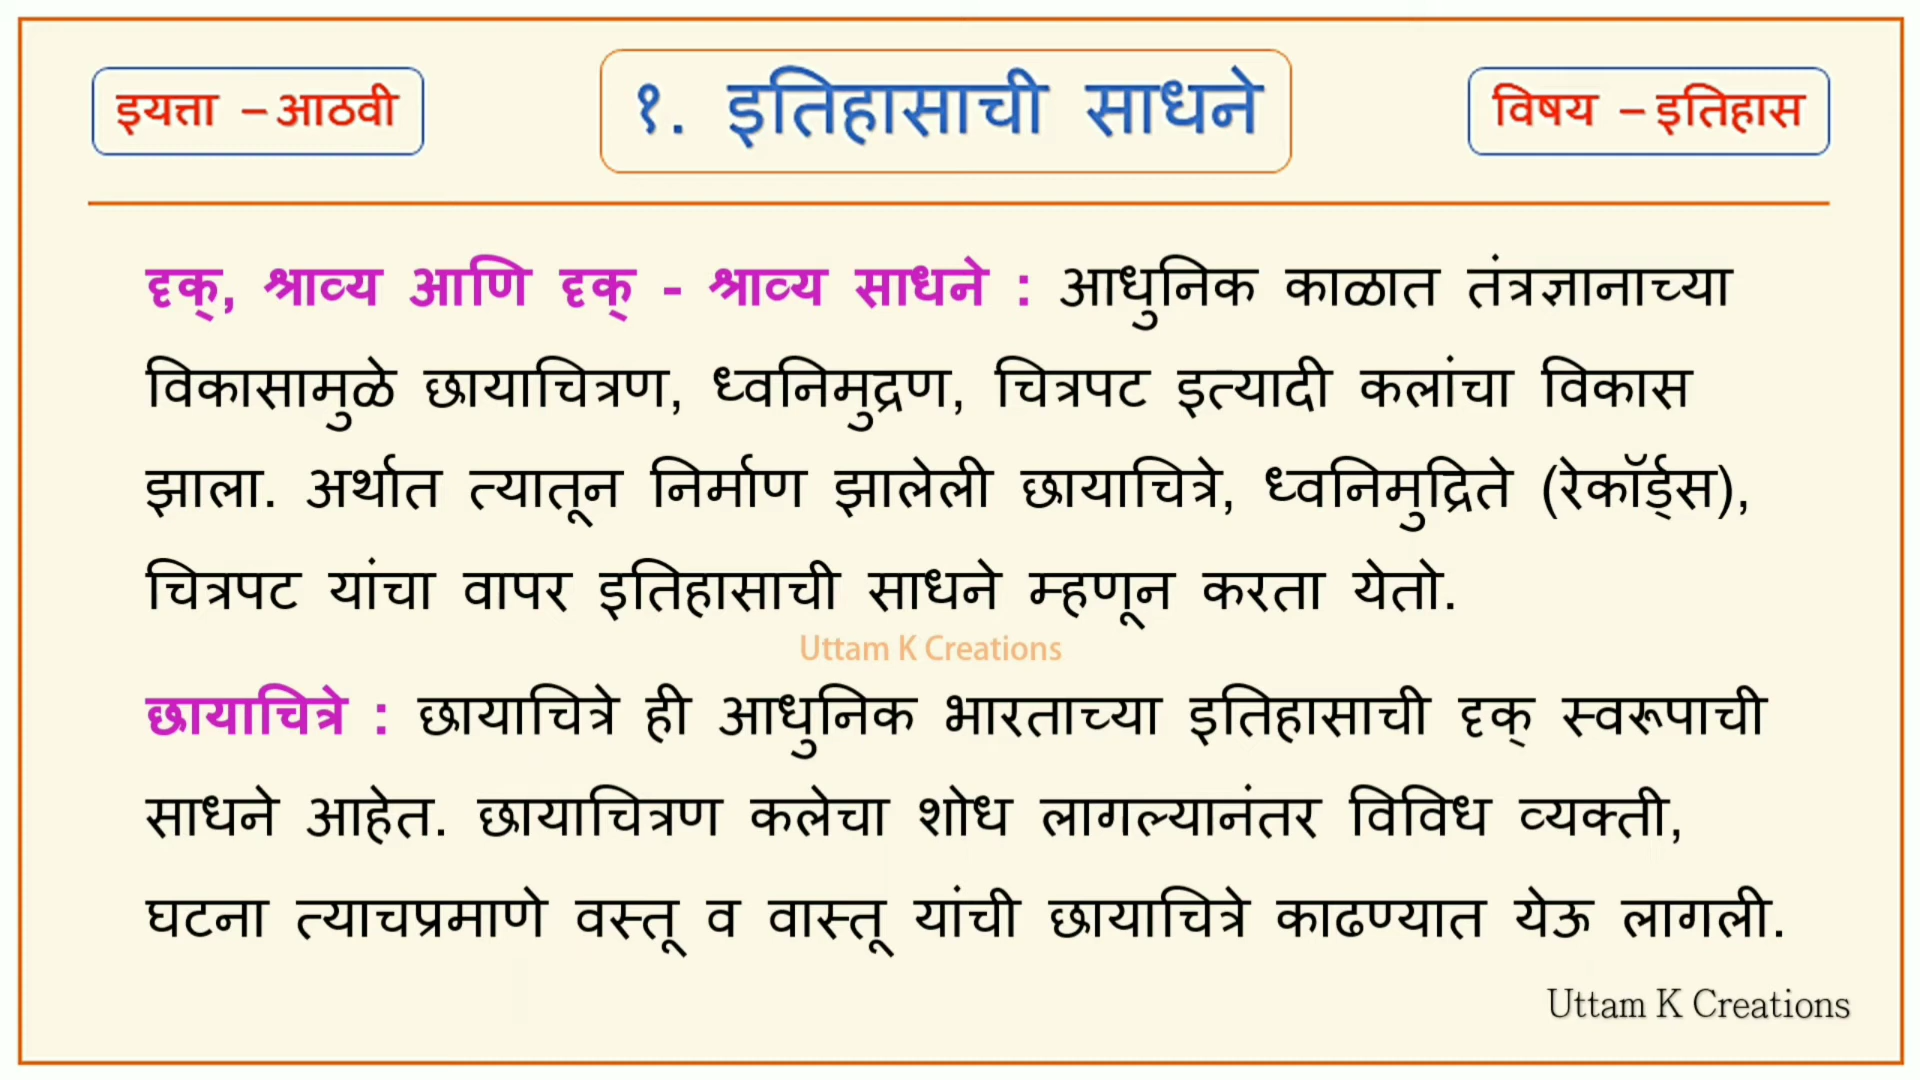 इयत्ता – आठवी
१. इतिहासाची साधने
विषय – इतिहास
दृक्, श्राव्य आणि दृक् - श्राव्य साधने : आधुनिक काळात तंत्रज्ञानाच्या
विकासामुळे छायाचित्रण, ध्वनिमुद्रण, चित्रपट इत्यादी कलांचा विकास
झाला. अर्थात त्यातून निर्माण झालेली छायाचित्रे, ध्वनिमुद्रिते (रेकॉर्ड्स),
चित्रपट यांचा वापर इतिहासाची साधने म्हणून करता येतो.
Uttam K Creations
छायाचित्रे : छायाचित्रे ही आधुनिक भारताच्या इतिहासाची दृक् स्वरूपाची
साधने आहेत. छायाचित्रण कलेचा शोध लागल्यानंतर विविध व्यक्ती,
घटना त्याचप्रमाणे वस्तू व वास्तू यांची छायाचित्रे काढण्यात येऊ लागली.
Uttam K Creations